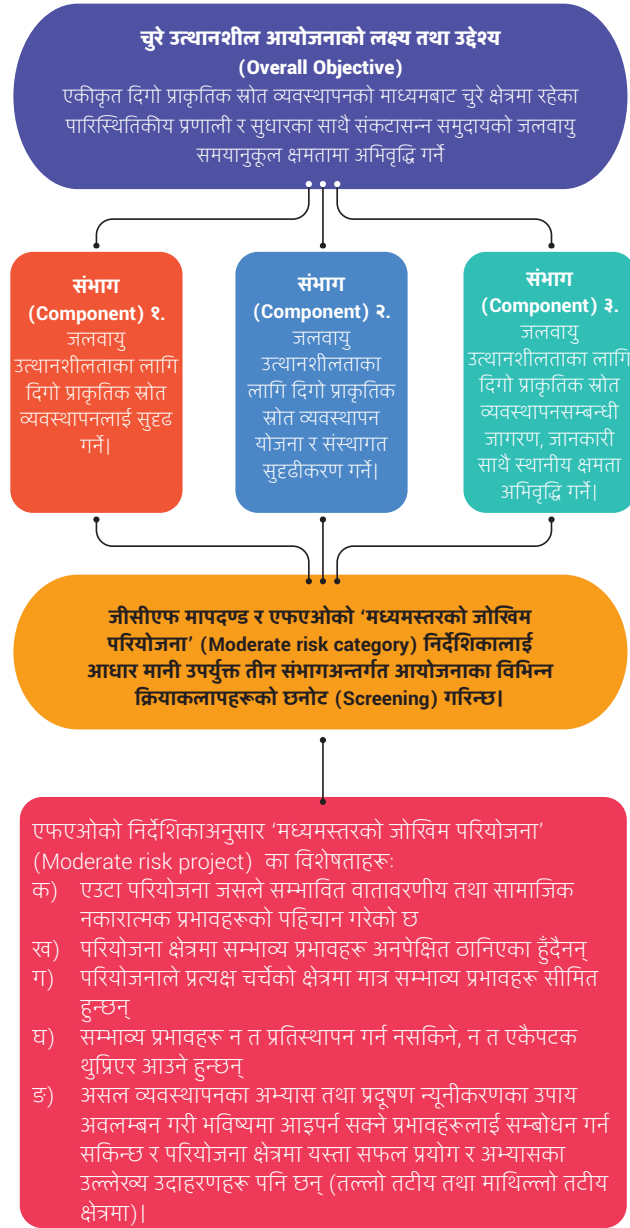 चुरे उत्थानशील आयोजनाको लक्ष्य तथा उद्देश्य
(Overall Objective)
एकीकृत दिगो प्राकृतिक स्रोत व्यवस्थापनको माध्यमबाट चुरे क्षेत्रमा रहेका
पारिस्थितिकीय प्रणाली र सुधारका साथै संकटासन्न समुदायको जलवायु
समयानुकूल क्षमतामा अभिवृद्धि गर्ने
संभाग
(Component) १.
जलवायु
उत्थानशीलताका लागि
दिगो प्राकृतिक स्रोत
व्यवस्थापनलाई सुदृढ
गर्ने|
संभाग
(Component) २.
जलवायु
उत्थानशीलताका
लागि दिगो प्राकृतिक
स्रोत व्यवस्थापन
योजना र संस्थागत
सुदृढीकरण गर्ने|
संभाग
(Component) ३.
जलवायु
उत्थानशीलताका लागि
दिगो प्राकृतिक स्रोत
व्यवस्थापनसम्बन्धी
जागरण, जानकारी
साथै स्थानीय क्षमता
अभिवृद्धि गर्ने|
जीसीएफ मापदण्ड र एफएओको ‘मध्यमस्तरको जोखिम
परियोजना’ (Moderate risk category) निर्देशिकालाई
आधार मानी उपर्युक्त तीन संभागअन्तर्गत आयोजनाका विभिन्न
क्रियाकलापहरूको छनोट (Screening) गरिन्छ|
एफएओको निर्देशिकाअनुसार ‘मध्यमस्तरको जोखिम परियोजना’
(Moderate risk project) का विशेषताहरूः
क) एउटा परियोजना जसले सम्भावित वातावरणीय तथा सामाजिक
नकारात्मक प्रभावहरूको पहिचान गरेको छ
ख) परियोजना क्षेत्रमा सम्भाव्य प्रभावहरू अनपेक्षित ठानिएका हुँदैनन्
ग) परियोजनाले प्रत्यक्ष चर्चेको क्षेत्रमा मात्र सम्भाव्य प्रभावहरू सीमित
हुन्छन्
घ) सम्भाव्य प्रभावहरू न त प्रतिस्थापन गर्न नसकिने, न त एकैपटक
थुप्रिएर आउने हुन्छन्
ङ) असल व्यवस्थापनका अभ्यास तथा प्रदूषण न्यूनीकरणका उपाय
अवलम्बन गरी भविष्यमा आइपर्न सक्ने प्रभावहरूलाई सम्बोधन गर्न
सकिन्छ र परियोजना क्षेत्रमा यस्ता सफल प्रयोग र अभ्यासका
उल्लेख्य उदाहरणहरू पनि छन् (तल्लो तटीय तथा माथिल्लो तटीय
क्षेत्रमा)|